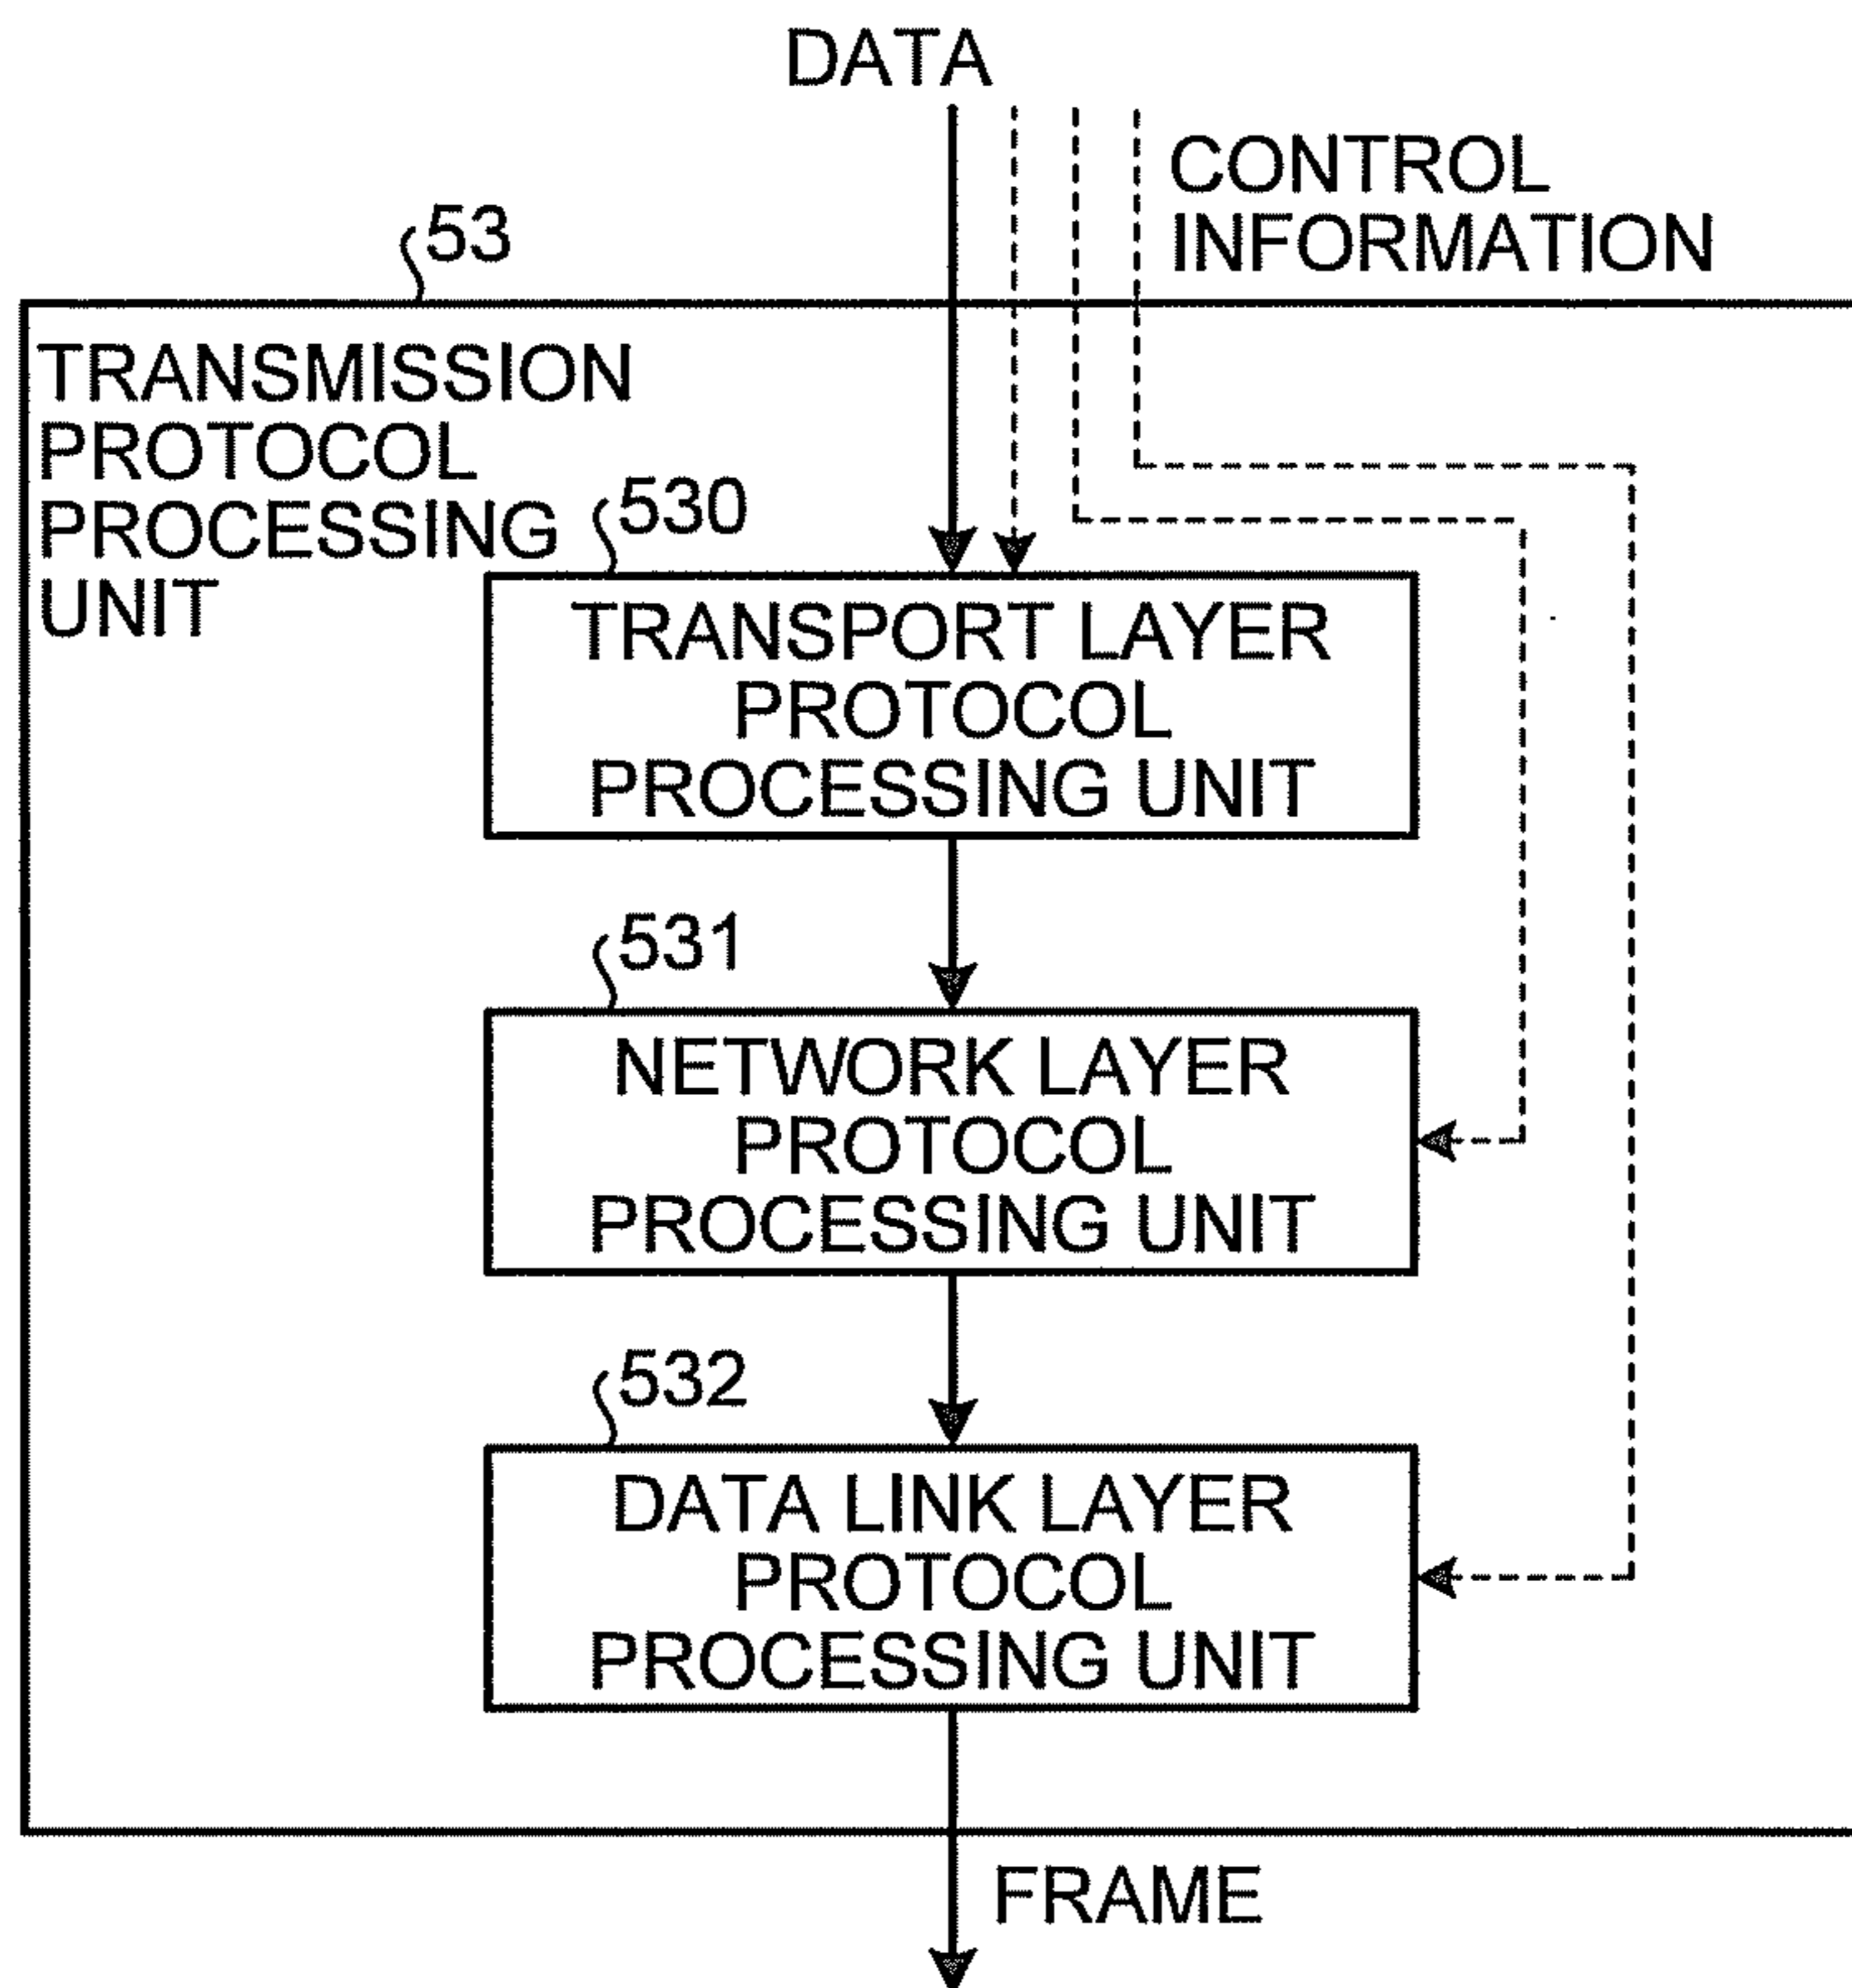 DATA
CONTROL
INFORMATION
53
TRANSMISSION
PROTOCOL
PROCESSING
UNIT
530
TRANSPORT LAYER
PROTOCOL
PROCESSING UNIT
531
NETWORK LAYER
PROTOCOL
PROCESSING UNIT
532
DATA LINK LAYER
PROTOCOL
PROCESSING UNIT
FRAME